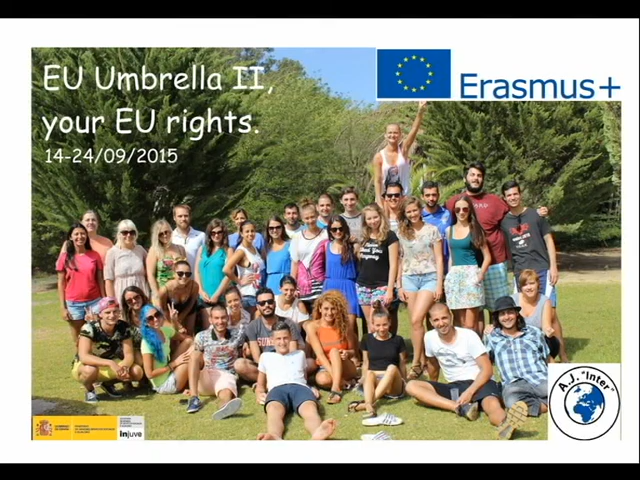 EU Umbrella II,
your EU rights.
14-24/09/2015
Erasmus+
A.J. "Inter"
injuve